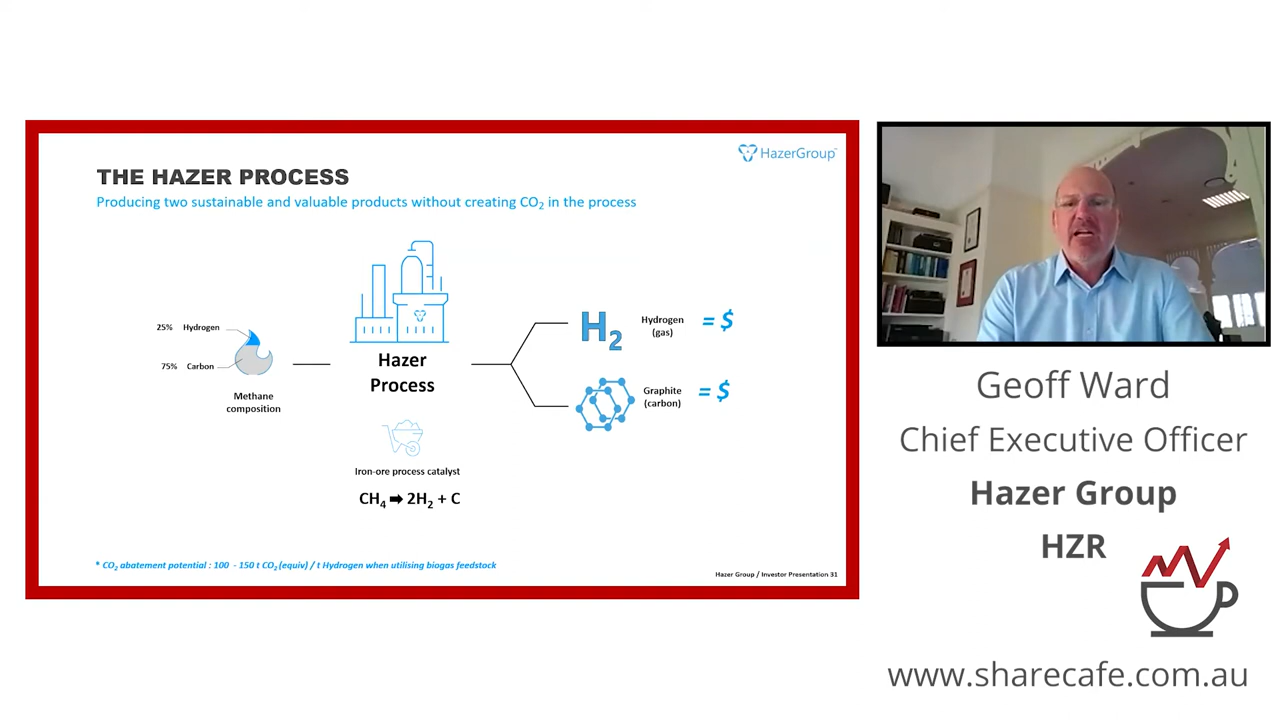 HazerGroup
THE HAZER PROCESS
Producing two sustainable and valuable products without creating CO2 in the process
25% Hydrogen
75% Carbon
Methane
composition
Hazer
Process
Iron-ore process catalyst
CH4 ➡ 2H2 + C
H2
Hydrogen
(gas)
= $
Graphite
(carbon)
= $
* CO2 abatement potential : 100 - 150 t CO2 (equiv) / t Hydrogen when utilising biogas feedstock
Hazer Group / Investor Presentation 31
Geoff Ward
Chief Executive Officer
Hazer Group
HZR
www.sharecafe.com.au